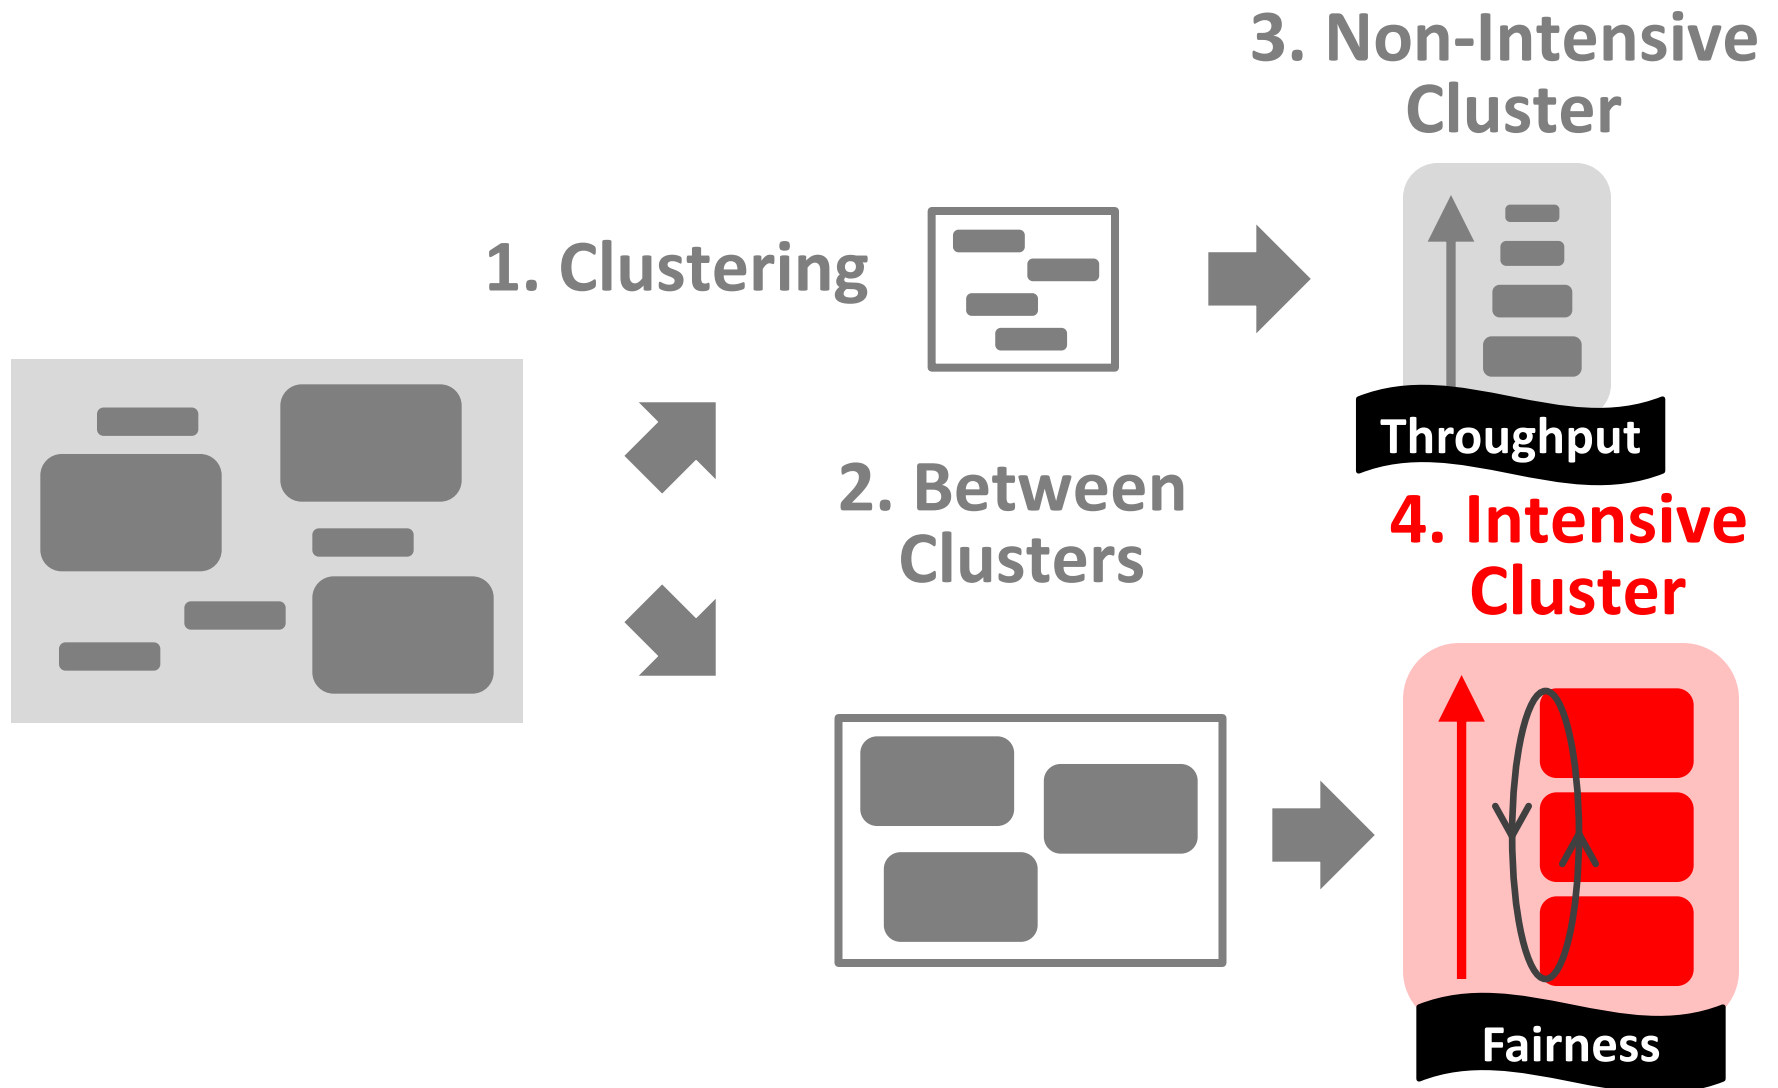 3. Non-Intensive
Cluster
1. Clustering
Throughput
2. Between
Clusters
4. Intensive
Cluster
Fairness